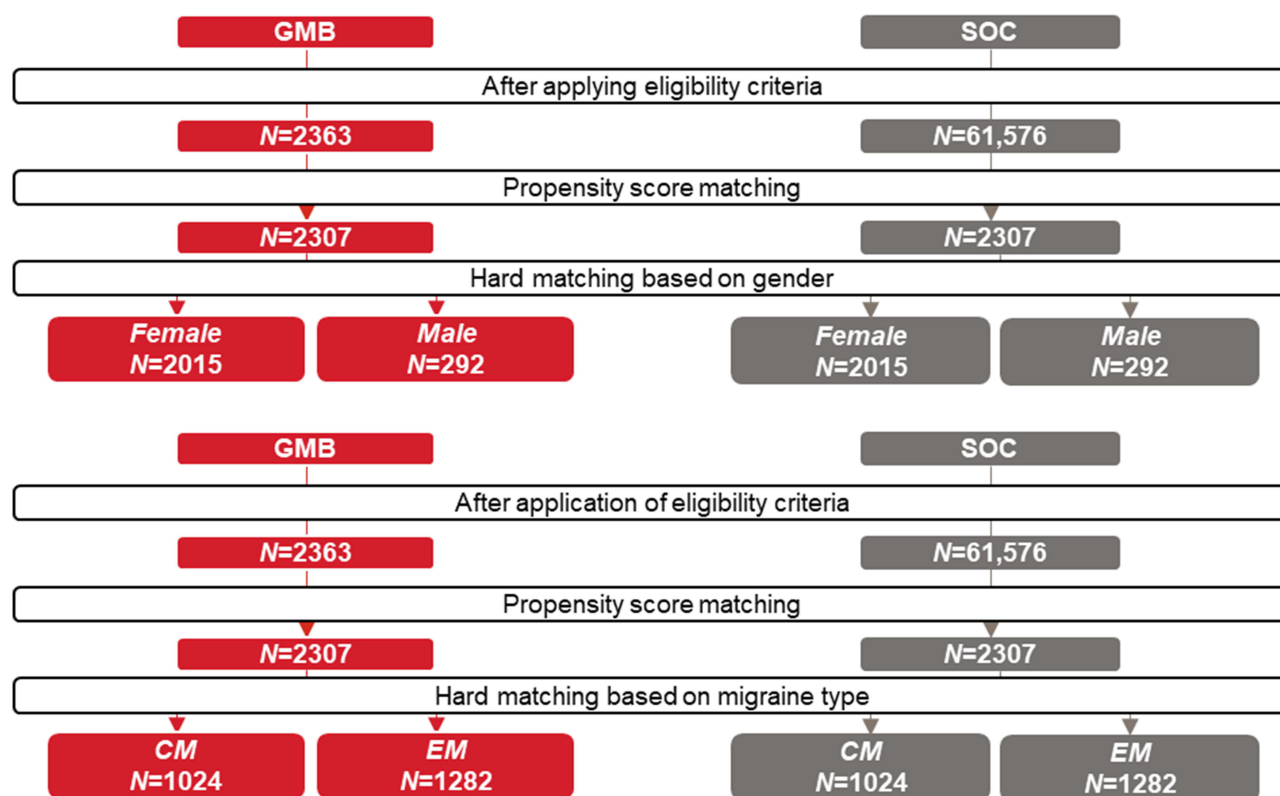 GMB
SOC
After applying eligibility criteria
N=2363
N=61,576
Propensity score matching
N=2307
N=2307
Hard matching based on gender
Female
N=2015
Male
N=292
Female
N=2015
Male
N=292
GMB
SOC
After application of eligibility criteria
N=2363
N=61,576
Propensity score matching
N=2307
N=2307
Hard matching based on migraine type
CM
N=1024
EM
N=1282
CM
N=1024
EM
N=1282